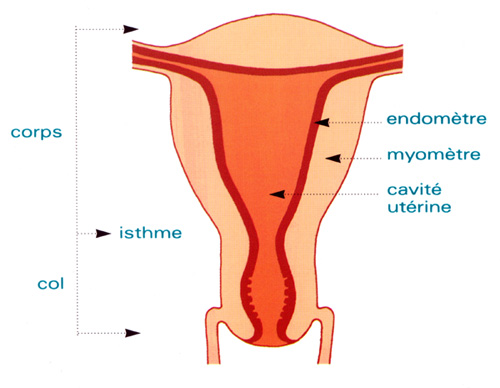 corps
isthme
col
endomètre
myomètre
cavité
utérine